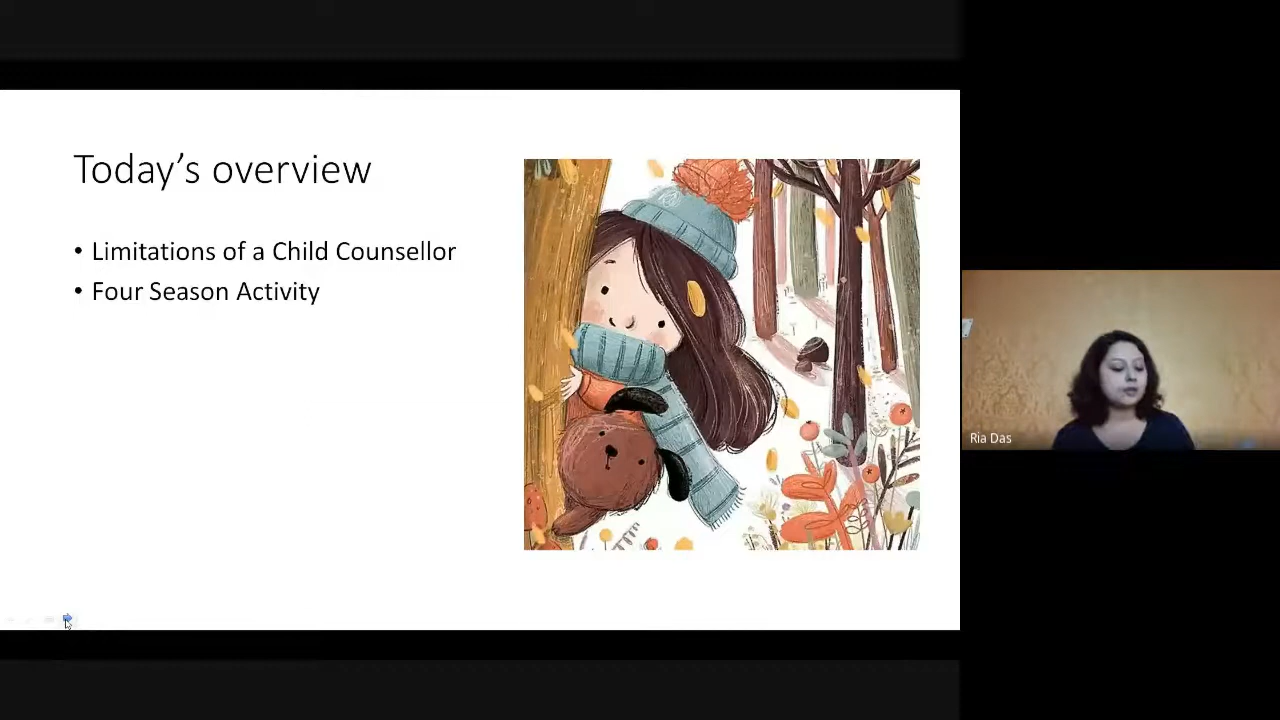 Today’s overview
• Limitations of a Child Counsellor
• Four Season Activity
Ria Das